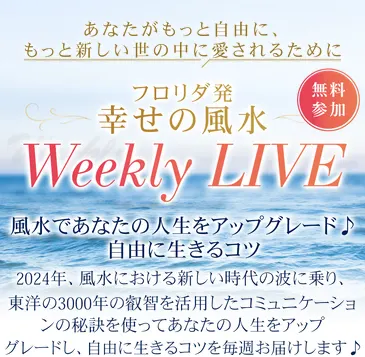 あなたがもっと自由に、
もっと新しい世の中に愛されるために
フロリダ発
無料
参加
幸せの風水
Weekly LIVE
風水であなたの人生をアップグレード♪
自由に生きるコツ
2024年、風水における新しい時代の波に乗り、
東洋の3000年の叡智を活用したコミュニケーショ
ンの秘訣を使ってあなたの人生をアップ
グレードし、自由に生きるコツを毎週お届けします♪